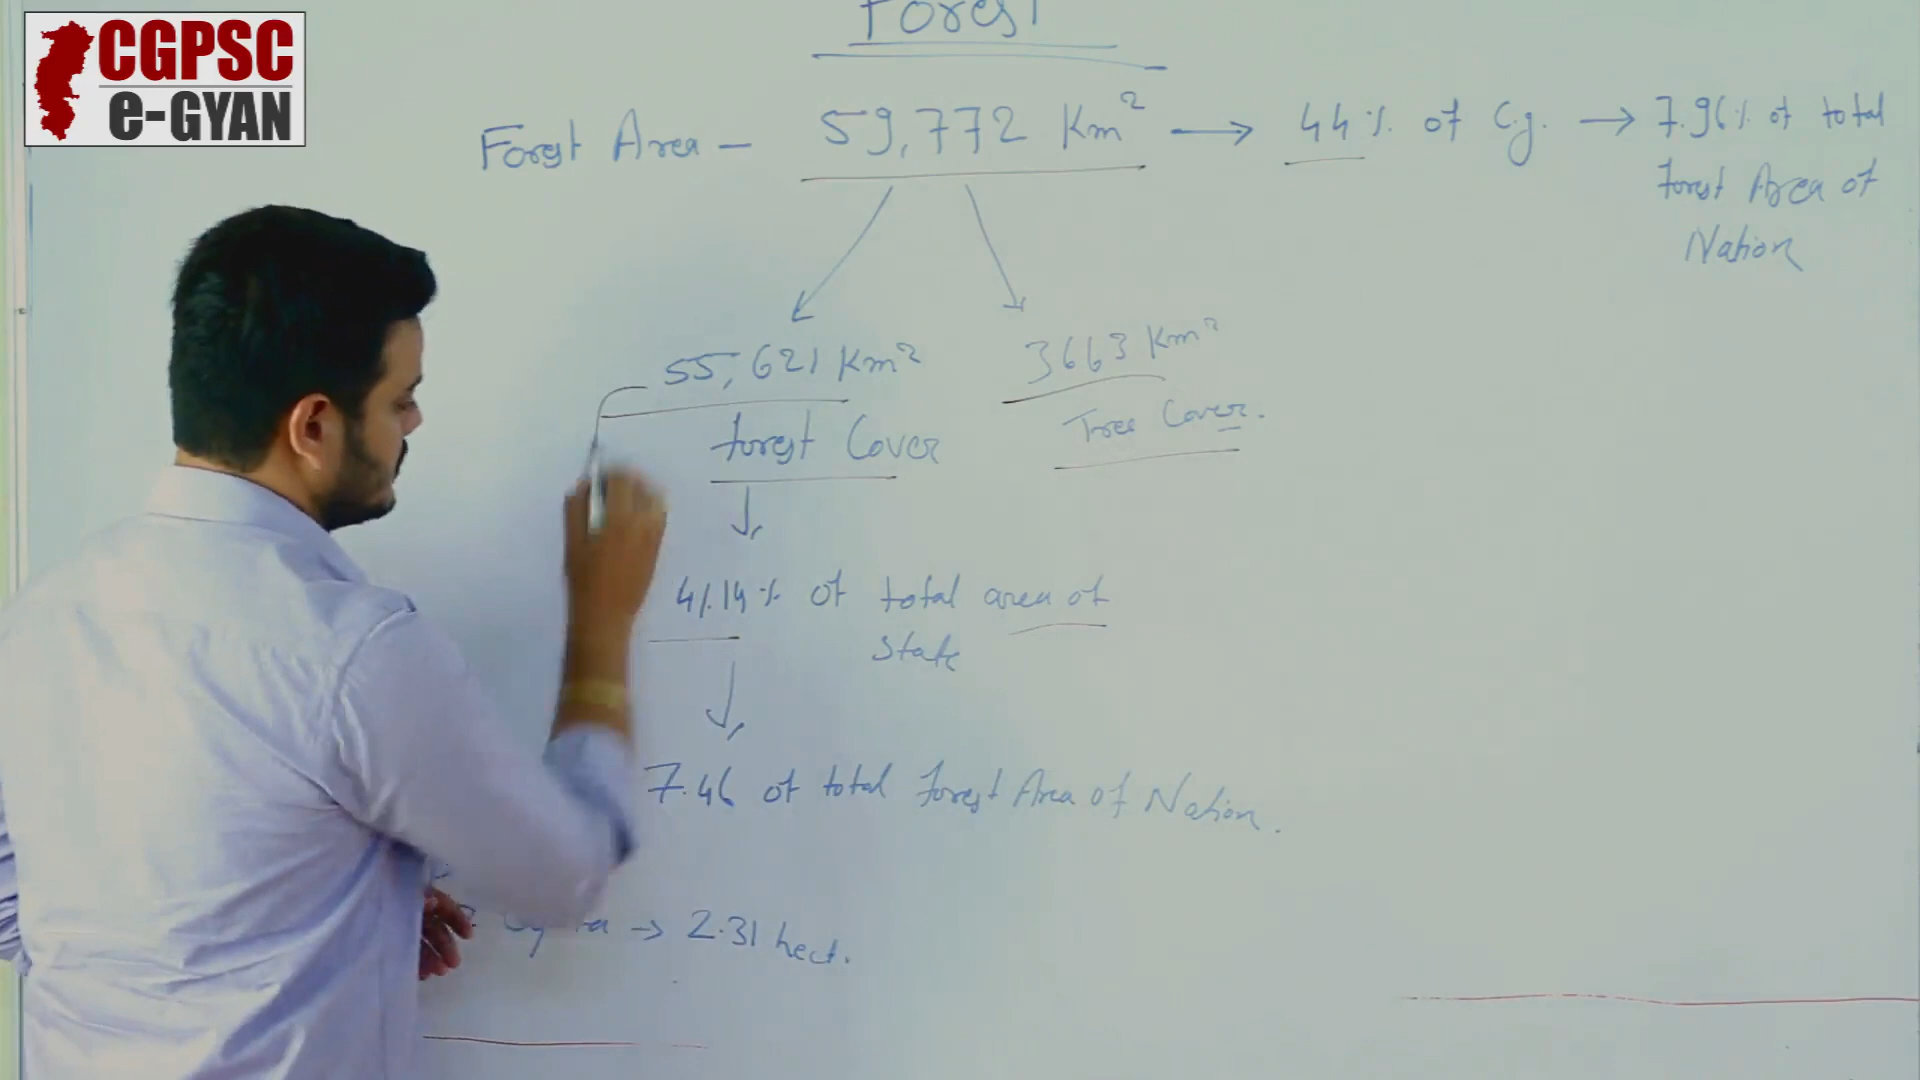 CGPSC
e-GYAN
Forest
Forest Area - 59,772 Km² → 44% of C.g. → 7.96% of total
forest Area of
Nation
55,621 Km² 3663 Km²
forest Cover Tree Cover.
41.14% of total area of
State
7.46 of total forest Area of Nation.
→ 2.31 hect.